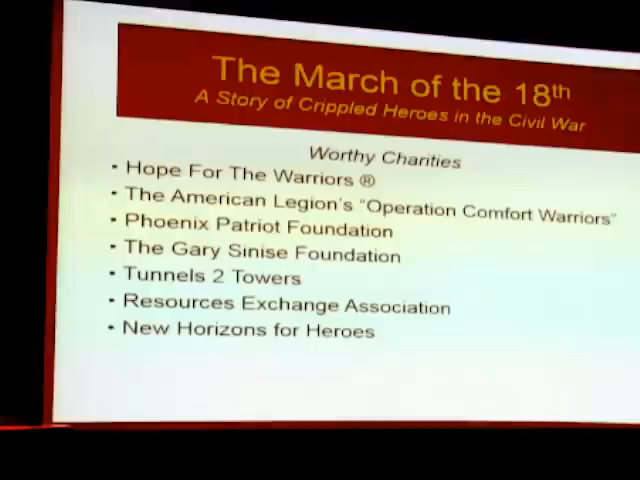 The March of the 18th
A Story of Crippled Heroes in the Civil War
Worthy Charities
• Hope For The Warriors ®
• The American Legion's “Operation Comfort Warriors”
• Phoenix Patriot Foundation
• The Gary Sinise Foundation
• Tunnels 2 Towers
• Resources Exchange Association
• New Horizons for Heroes